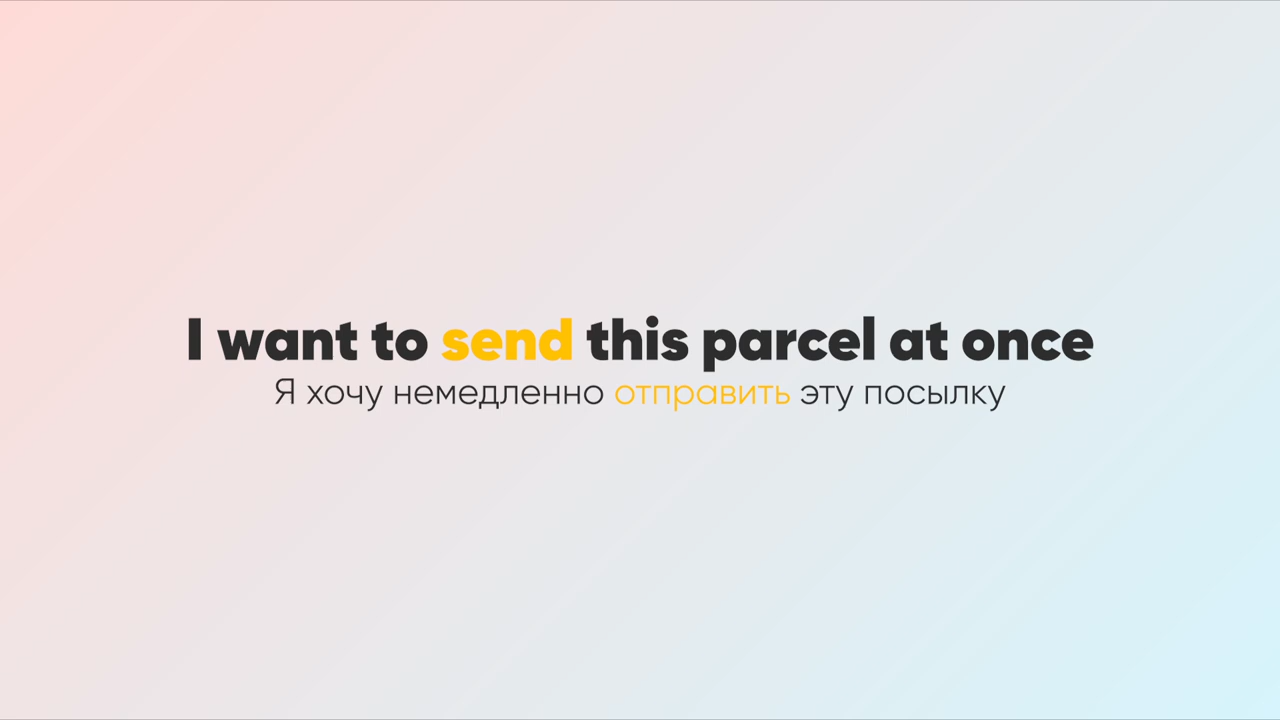 I want to send this parcel at once
Я хочу немедленно отправить эту посылку